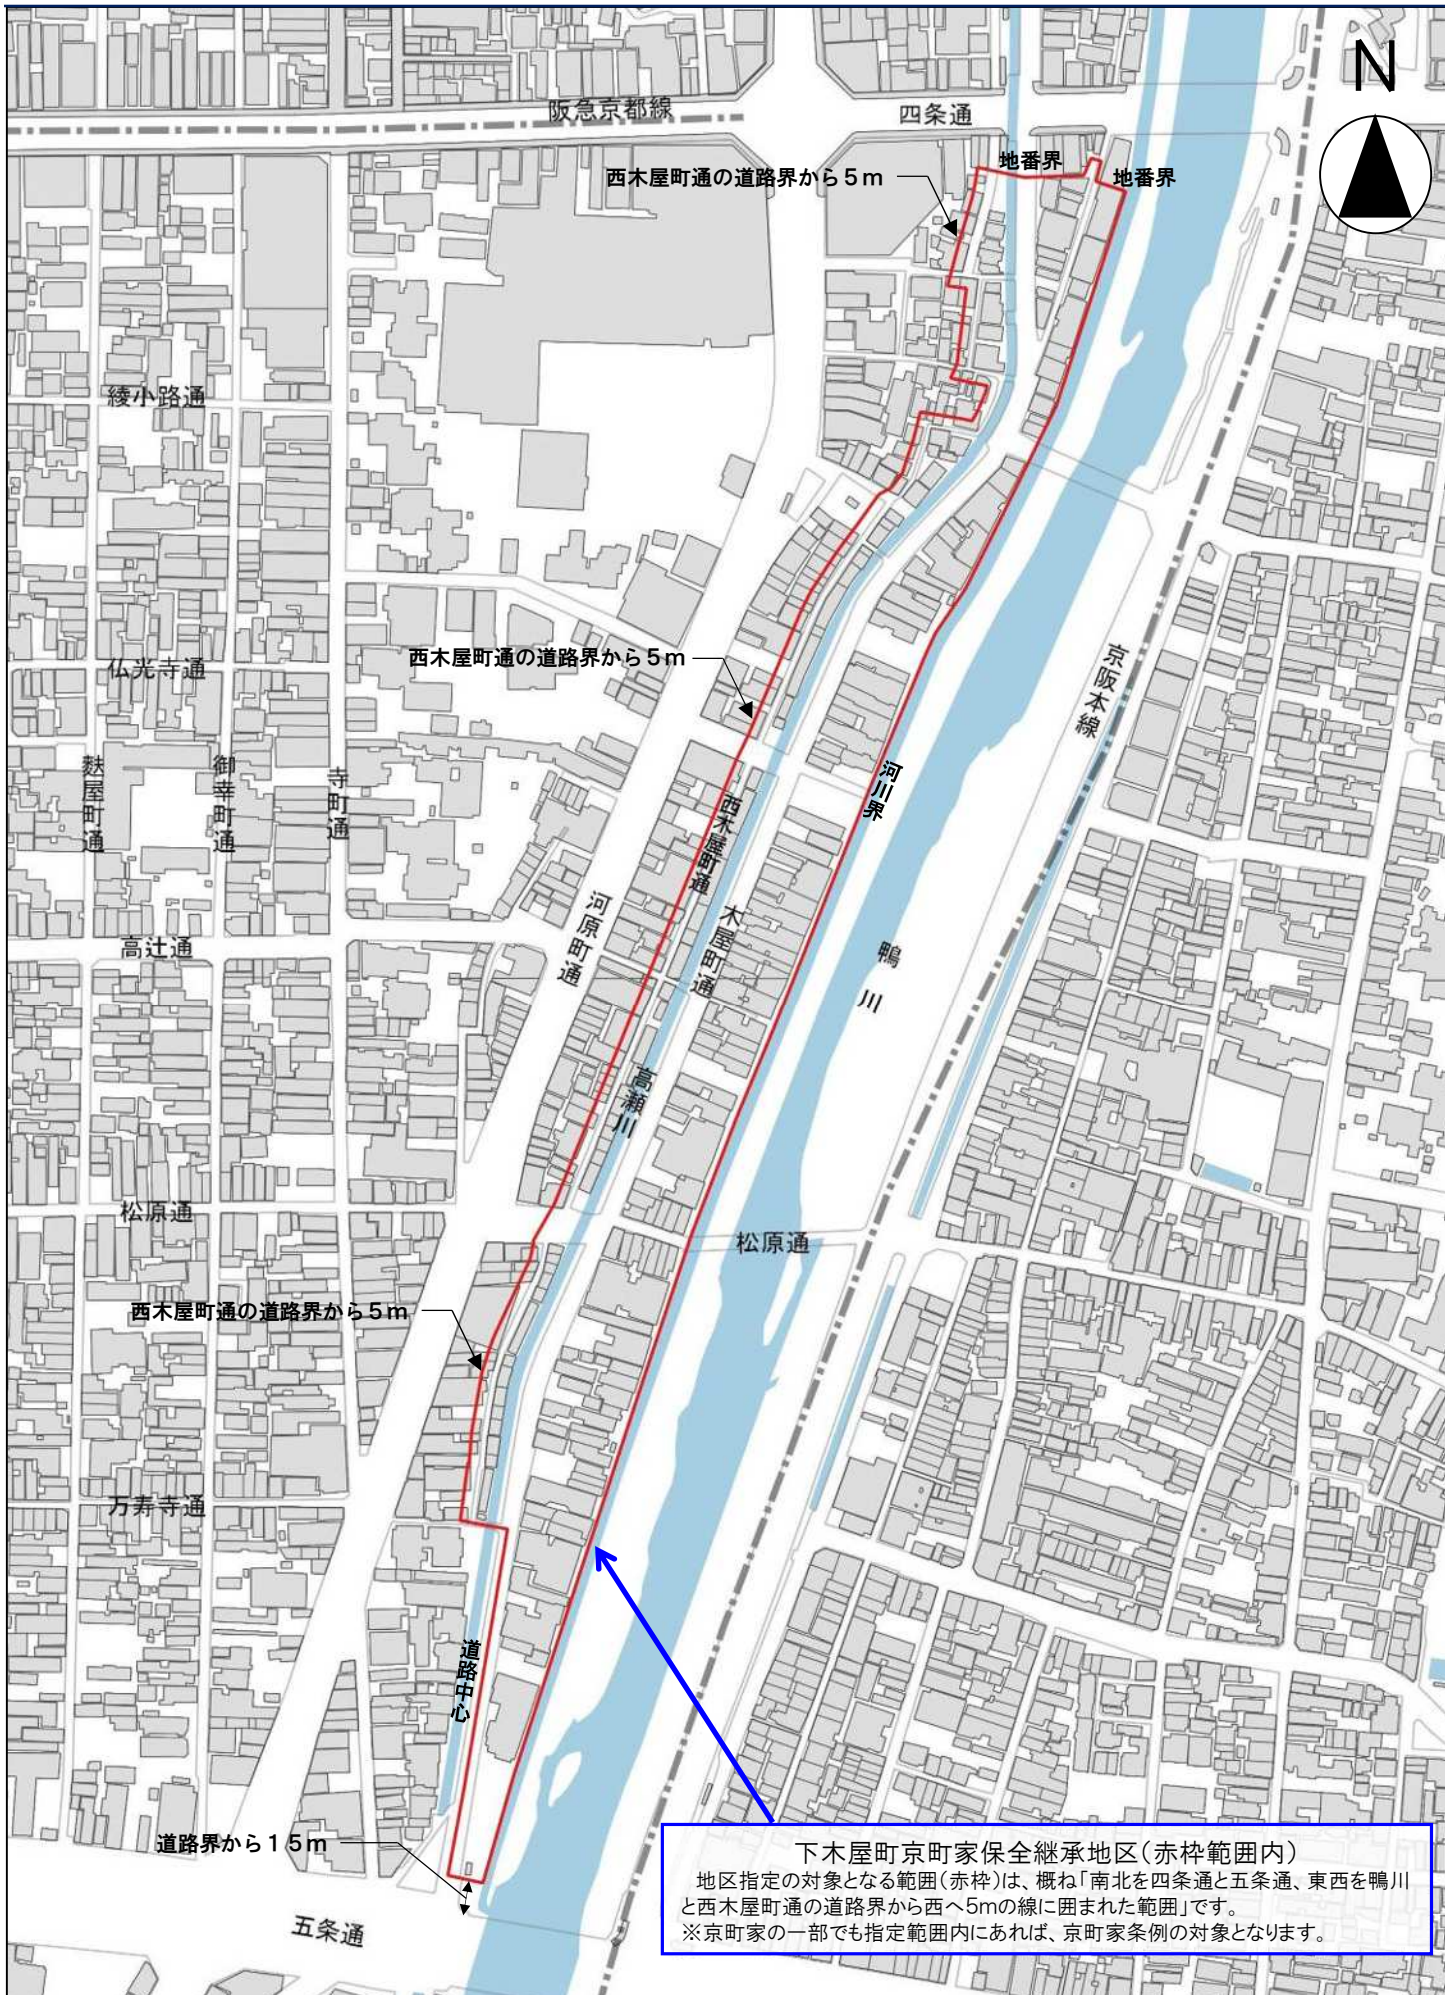 N
阪急京都線
四条通
地番界
地番界
西木屋町通の道路界から5m
綾小路通
西木屋町通の道路界から5m
仏光寺通
京阪本線
麩屋町通
御幸町通
寺町通
河川界
西木屋町通
河原町通
木屋町通
高辻通
鴨川
高瀬川
松原通
松原通
西木屋町通の道路界から5m
万寿寺通
道路中心
道路界から15m
五条通
下木屋町京町家保全継承地区(赤枠範囲内)
地区指定の対象となる範囲(赤枠)は、概ね「南北を四条通と五条通、東西を鴨川
と西木屋町通の道路界から西へ5mの線に囲まれた範囲」です。
※京町家の一部でも指定範囲内にあれば、京町家条例の対象となります。